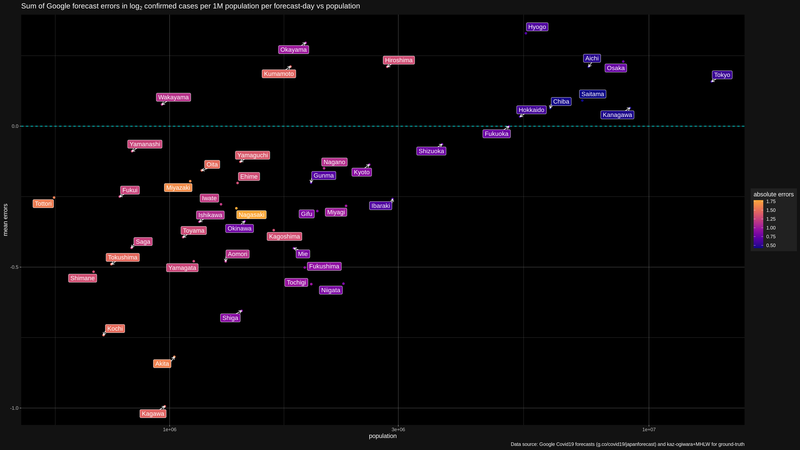 Sum of Google forecast errors in log2 confirmed cases per 1M population per forecast-day vs population
Hyogo
Okayama
Aichi
Hiroshima
Osaka
Kumamoto
Tokyo
Saitama
Wakayama
Chiba
Hokkaido
Kanagawa
0.0
Fukuoka
Yamanashi
Shizuoka
Yamaguchi
Nagano
Oita
Kyoto
Ehime
Gunma
absolute errors
Miyazaki
Fukui
1.75
Iwate
1.50
Tottori
Ibaraki
1.25
Ishikawa
Nagasaki
Gifu
Miyagi
1.00
Okinawa
0.75
Toyama
Kagoshima
0.50
mean errors
Saga
Aomori
Mie
Tokushima
-0.5
Yamagata
Fukushima
Shimane
Tochigi
Niigata
Shiga
Kochi
Akita
-1.0
Kagawa
1e+06
3e+06
1e+07
population
Data source: Google Covid19 forecasts (g.co/covid19/japanforecast) and kaz-ogiwara+MHLW for ground-truth